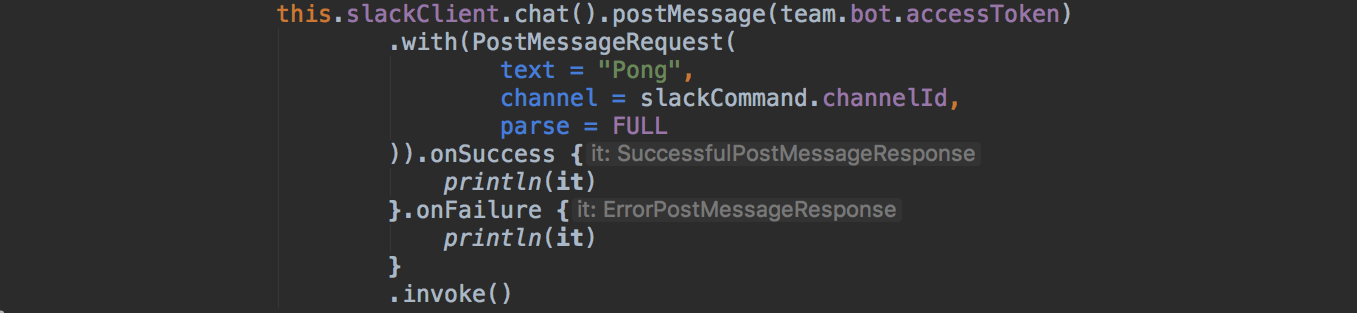 this.slackClient.chat().postMessage(team.bot.accessToken)
.with(PostMessageRequest(
text = "Pong",
channel = slackCommand.channelId,
parse = FULL
)).onSuccess { it: SuccessfulPostMessageResponse
println(it)
}.onFailure { it: ErrorPostMessageResponse
println(it)
}
.invoke()